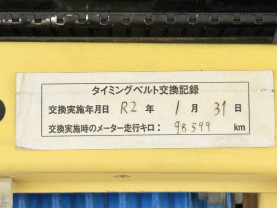 タイミングベルト交換記録
交換実施年月日 R2 年 1 月 31 日
交換実施時のメーター走行キロ: 98599 km